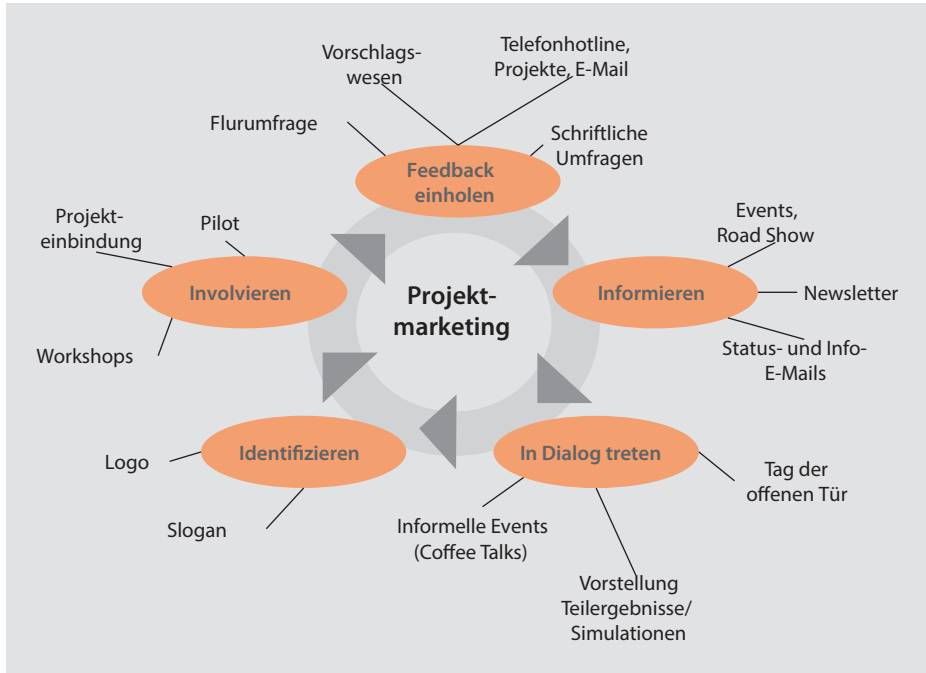 Vorschlags-
wesen
Telefonhotline,
Projekte, E-Mail
Flurumfrage
Schriftliche
Umfragen
Feedback
einholen
Projekt-
einbindung
Pilot
Involvieren
Workshops
Events,
Road Show
Informieren
Newsletter
Status- und Info-
E-Mails
Projekt-
marketing
Identifizieren
Logo
Slogan
In Dialog treten
Tag der
offenen Tür
Informelle Events
(Coffee Talks)
Vorstellung
Teilergebnisse/
Simulationen